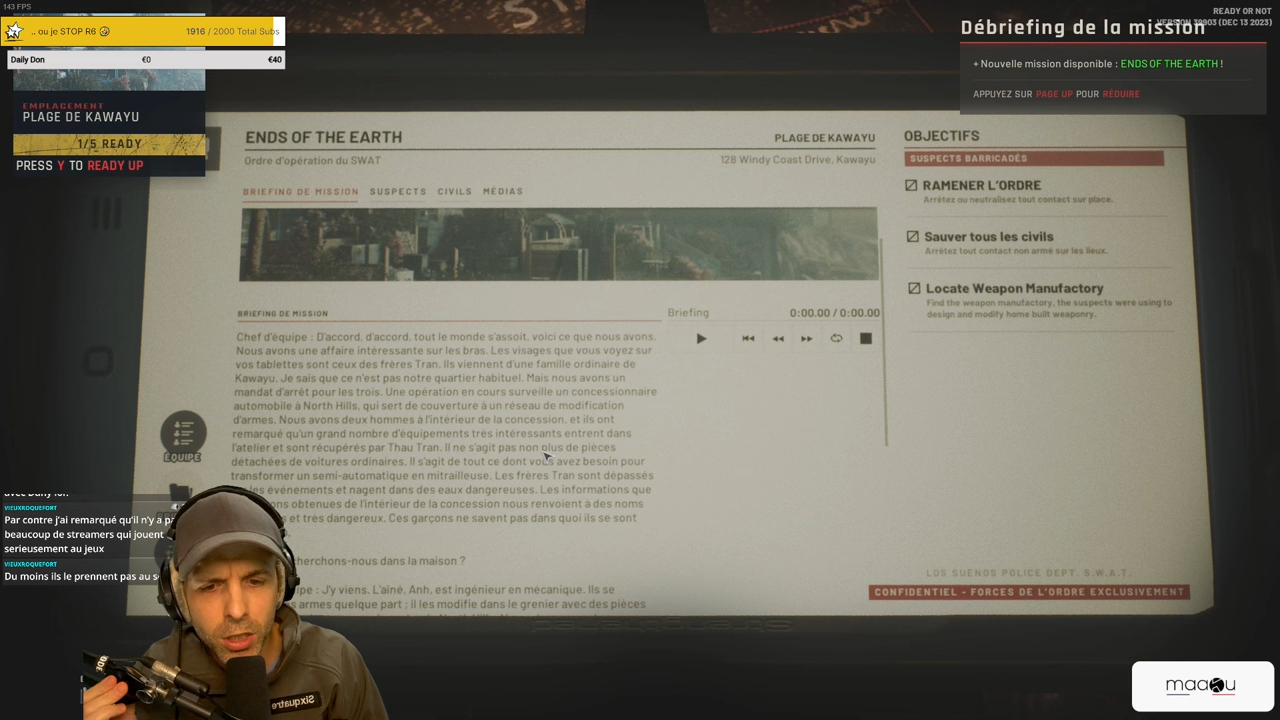 143 FPS
.. ou je STOP R6
1916 / 2000 Total Subs
Daily Don €0 €40
EMPLACEMENT
PLAGE DE KAWAYU
1/5 READY
PRESS Y TO READY UP
READY OR NOT
VERSION 39903 (DEC 13 2023)
Débriefing de la mission
+ Nouvelle mission disponible : ENDS OF THE EARTH !
APPUYEZ SUR PAGE UP POUR RÉDUIRE
ENDS OF THE EARTH
PLAGE DE KAWAYU
Ordre d'opération du SWAT
128 Windy Coast Drive, Kawayu
BRIEFING DE MISSION SUSPECTS CIVILS MÉDIAS
BRIEFING DE MISSION
Briefing 0:00.00 / 0:00.00
Chef d'équipe : D'accord, d'accord, tout le monde s'assoit, voici ce que nous avons.
Nous avons une affaire intéressante sur les bras. Les visages que vous voyez sur
vos tablettes sont ceux des frères Tran. Ils viennent d'une famille ordinaire de
Kawayu. Je sais que ce n'est pas notre quartier habituel. Mais nous avons un
mandat d'arrêt pour les trois. Une opération en cours surveille un concessionnaire
automobile à North Hills, qui sert de couverture à un réseau de modification
d'armes. Nous avons deux hommes à l'intérieur de la concession, et ils ont
remarqué qu'un grand nombre d'équipements très intéressants entrent dans
l'atelier et sont récupérés par Thau Tran. Il ne s'agit pas non plus de pièces
détachées de voitures ordinaires. Il s'agit de tout ce dont vous avez besoin pour
transformer un semi-automatique en mitrailleuse. Les frères Tran sont dépassés
les événements et nagent dans des eaux dangereuses. Les informations que
obtenues de l'intérieur de la concession nous renvoient à des noms
et très dangereux. Ces garçons ne savent pas dans quoi ils se sont
cherchons-nous dans la maison ?
: J'y viens. L'aîné, Anh, est ingénieur en mécanique. Ils se
armes quelque part ; il les modifie dans le grenier avec des pièces
OBJECTIFS
SUSPECTS BARRICADÉS
RAMENER L'ORDRE
Arrêtez ou neutralisez tout contact sur place.
Sauver tous les civils
Arrêtez tout contact non armé sur les lieux.
Locate Weapon Manufactory
Find the weapon manufactory, the suspects were using to
design and modify home built weaponry.
LOS SUENOS POLICE DEPT. S.W.A.T.
CONFIDENTIEL - FORCES DE L'ORDRE EXCLUSIVEMENT
ÉQUIPE
VIEUXROQUEFORT
Par contre j'ai remarqué qu'il n'y a
beaucoup de streamers qui jouent
serieusement au jeux
VIEUXROQUEFORT
Du moins ils le prennent pas au
Sixquatre
maaou